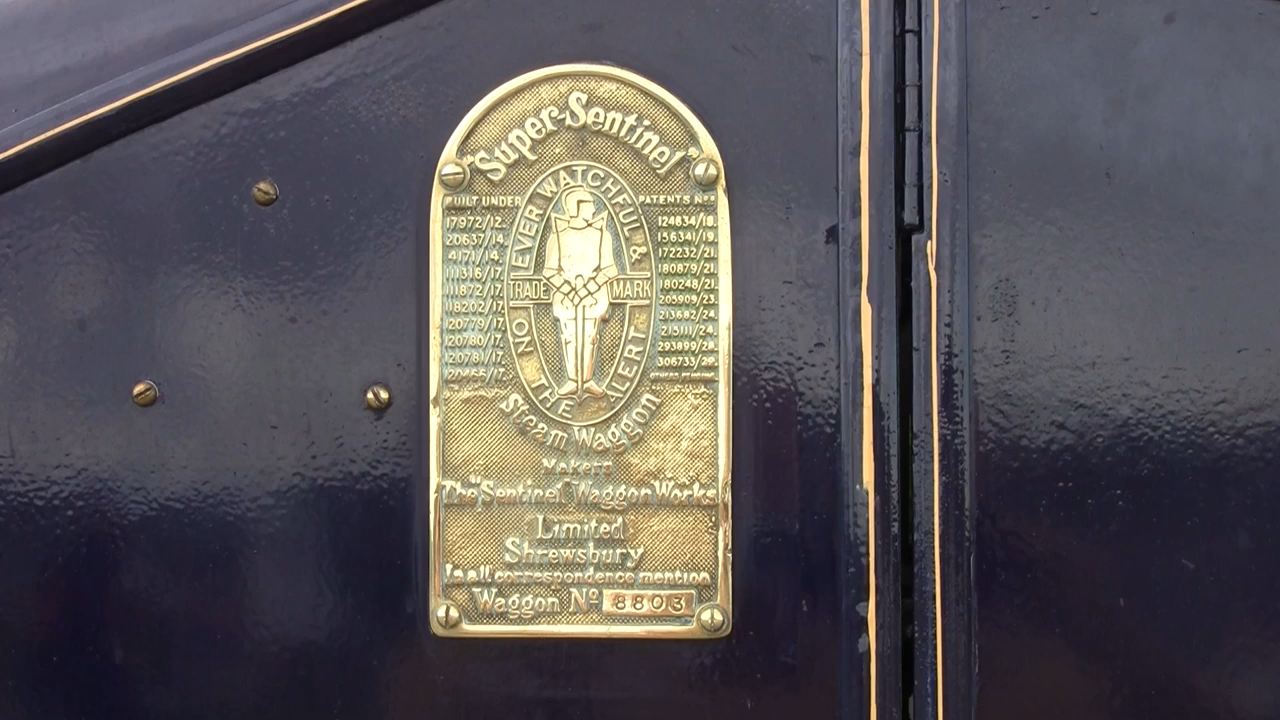 "Super-Sentinel"
EVER WATCHFUL &
ON THE ALERT
TRADE MARK
BUILT UNDER
17972/12.
20637/14.
4171/14.
111316/17.
111872/17.
118202/17.
120779/17.
120780/17.
120781/17.
PATENTS Nos
124834/18.
156341/19.
172232/21.
180879/21.
180248/21.
205909/23.
213682/24.
215111/24.
306733/29.
Steam Waggon
Makers
The "Sentinel" Waggon Works
Limited
Shrewsbury
In all correspondence mention
Waggon No 8803